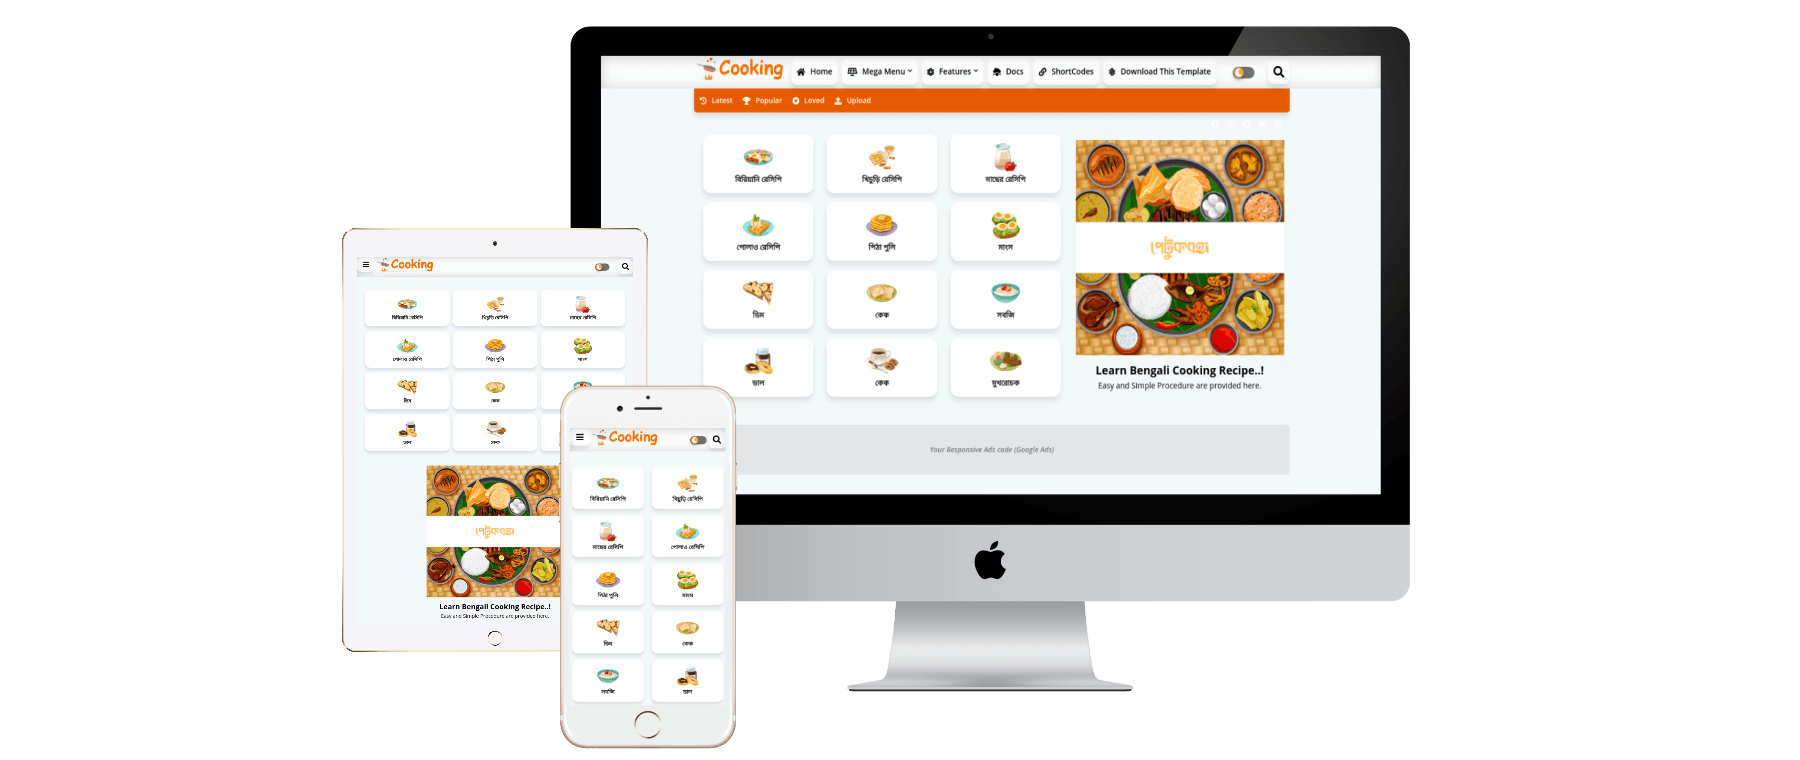 Cooking
Home Mega Menu Features Docs ShortCodes Download This Template
Latest Popular Loved Upload
বিরিয়ানি রেসিপি খিচুড়ি রেসিপি মাছের রেসিপি
পোলাও রেসিপি পিঠা পুলি মাংস
ডিম কেক সবজি
ডাল কেক মুখরোচক
Learn Bengali Cooking Recipe..!
Easy and Simple Procedure are provided here.
Your Responsive Ads code (Google Ads)
Cooking
বিরিয়ানি রেসিপি খিচুড়ি রেসিপি মাছের রেসিপি
পোলাও রেসিপি পিঠা পুলি মাংস
ডিম কেক
ডাল কেক
Learn Bengali Cooking Recipe..!
Easy and Simple Procedure are provided here.
Cooking
বিরিয়ানি রেসিপি খিচুড়ি রেসিপি
মাছের রেসিপি পোলাও রেসিপি
পিঠা পুলি মাংস
ডিম কেক
সবজি ডাল